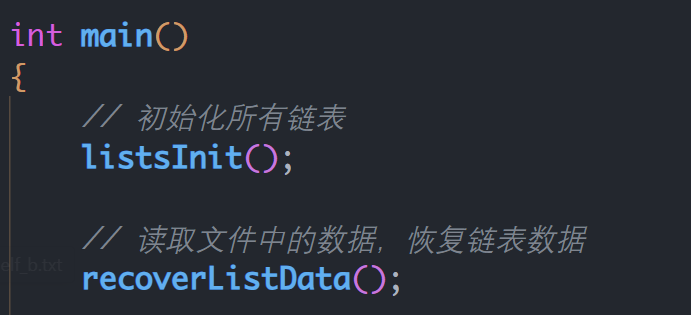 int main()
{
// 初始化所有链表
listsInit();
// 读取文件中的数据，恢复链表数据
recoverListData();